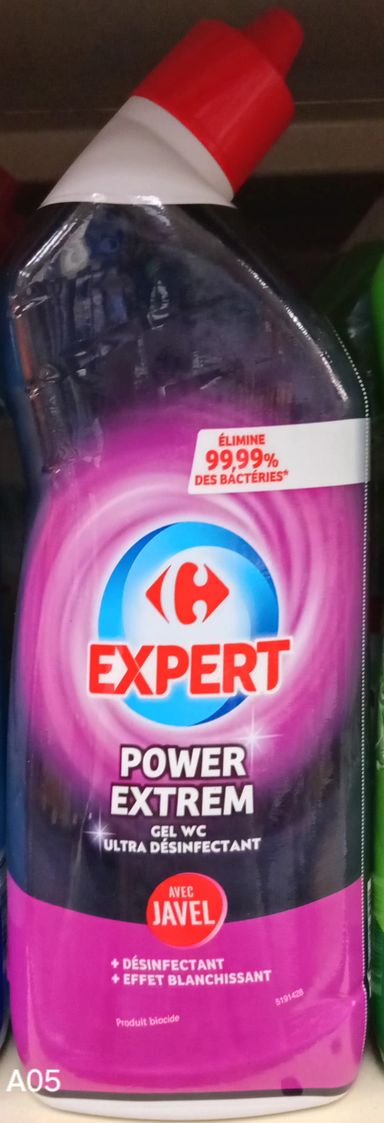 ÉLIMINE
99,99%
DES BACTÉRIES*
EXPERT
POWER
EXTREM
GEL WC
ULTRA DÉSINFECTANT
AVEC
JAVEL
+ DÉSINFECTANT
+ EFFET BLANCHISSANT
5191428
Produit biocide
A05